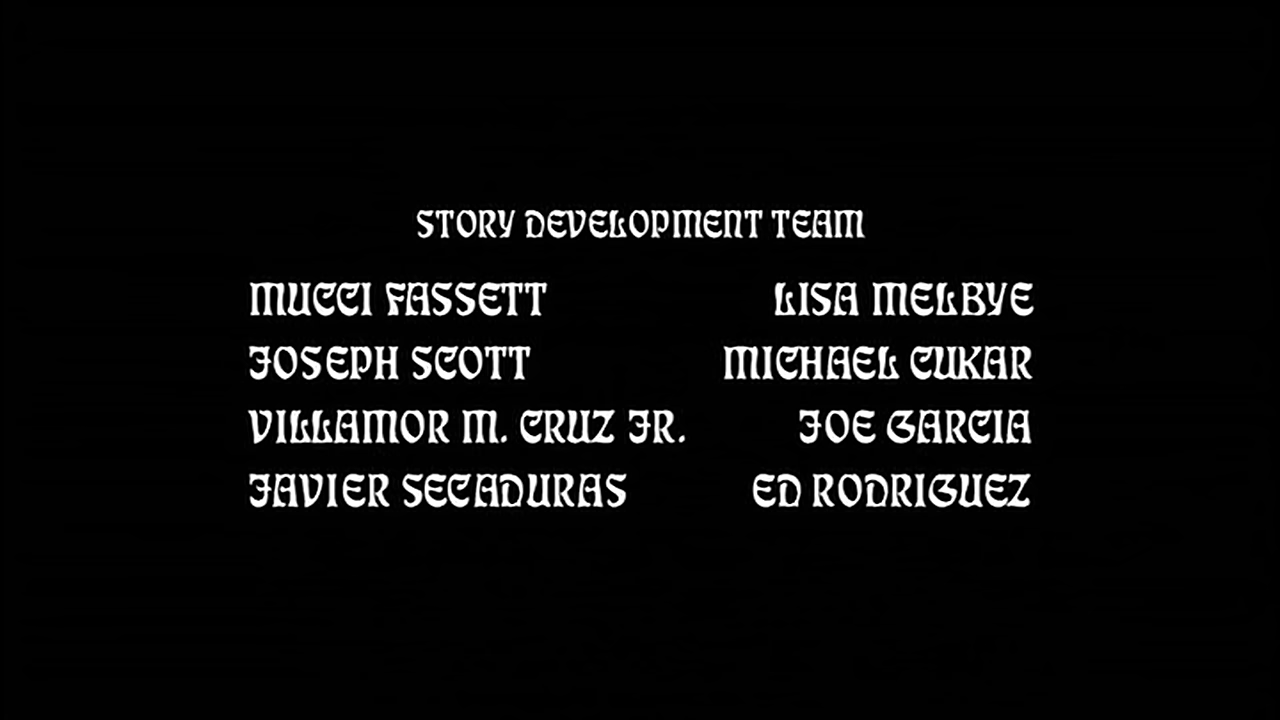 STORY DEVELOPMENT TEAM
MUCCI FASSETT LISA MELBYE
JOSEPH SCOTT MICHAEL CUKAR
VILLAMOR M. CRUZ JR. JOE GARCIA
JAVIER SECADURAS ED RODRIGUEZ